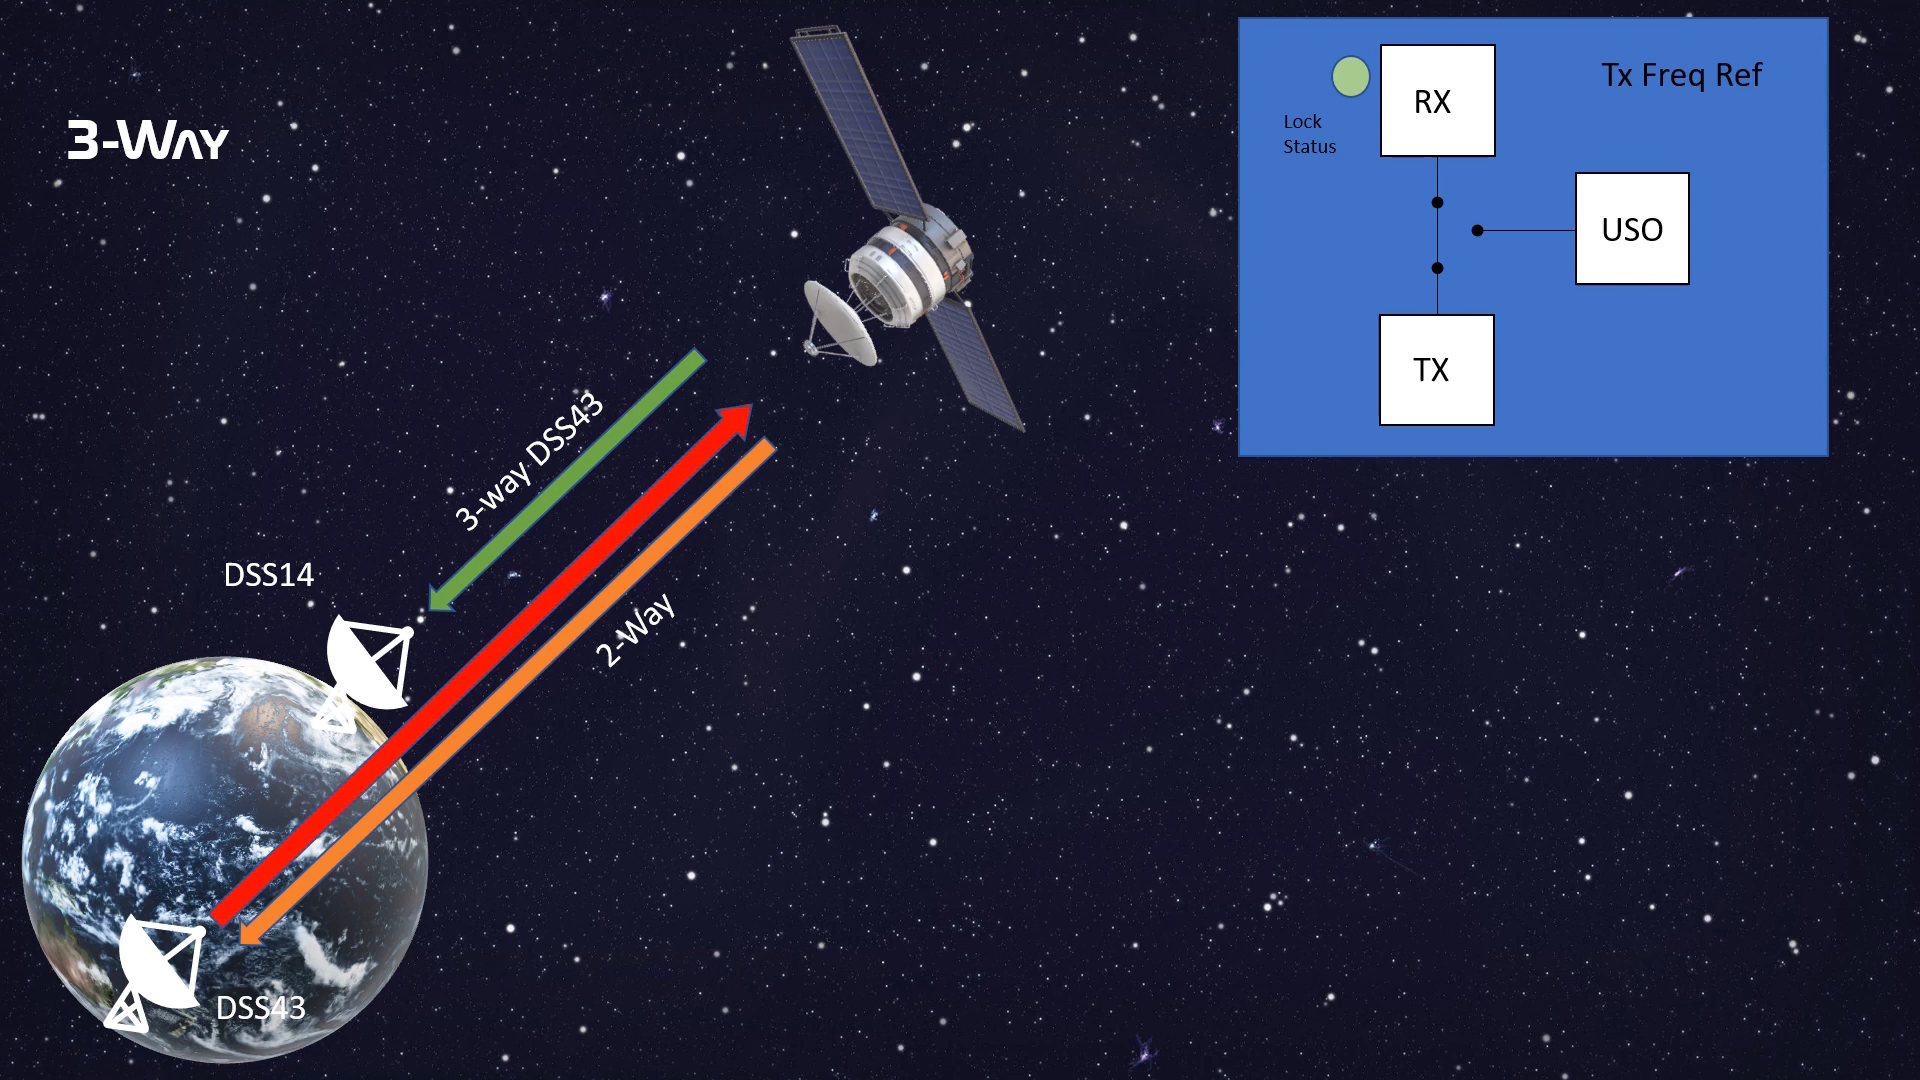 3-Way
Tx Freq Ref
RX
Lock
Status
USO
TX
3-way DSS43
2-Way
DSS14
DSS43